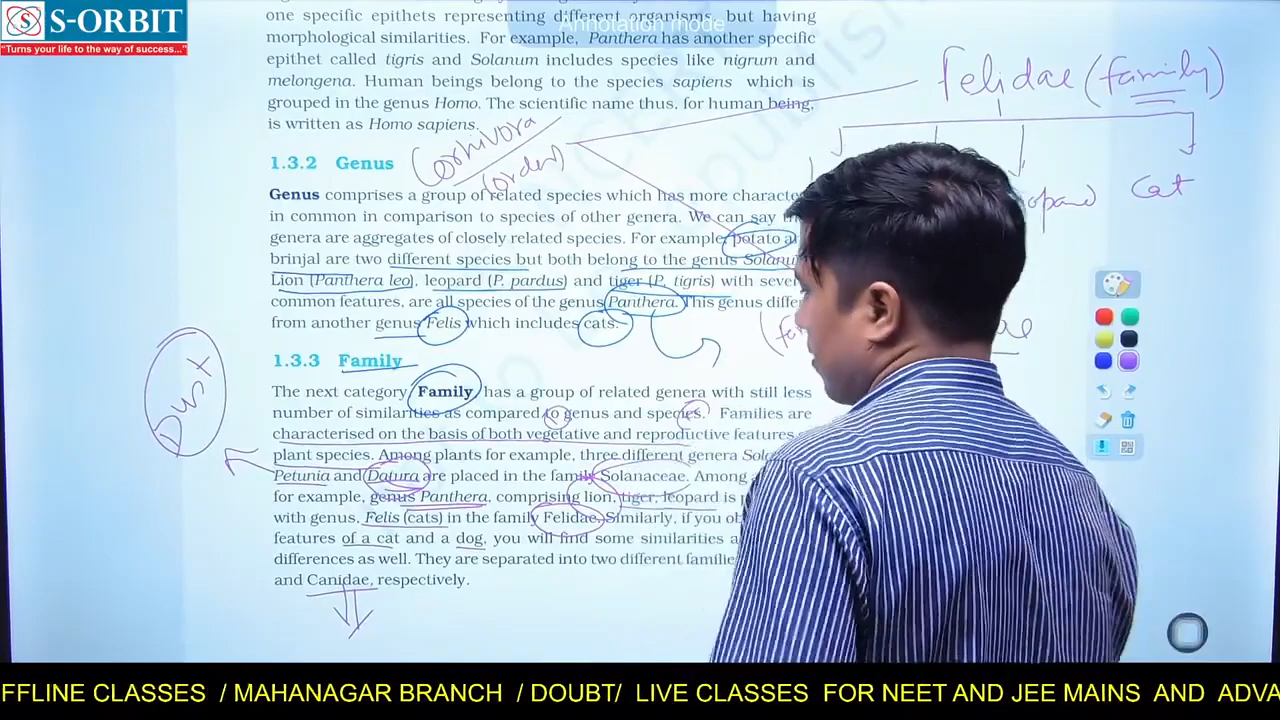 S-ORBIT
"Turns your life to the way of success..."
Annotation mode
one specific epithets representing different organisms, but having
morphological similarities. For example, Panthera has another specific
epithet called tigris and Solanum includes species like nigrum and
melongena. Human beings belong to the species sapiens which is
grouped in the genus Homo. The scientific name thus, for human being,
is written as Homo sapiens.
Felidae (family)
Cat
(order)
1.3.2 Genus
Genus comprises a group of related species which has more
in common in comparison to species of other genera. We can say
genera are aggregates of closely related species. For example, potato
brinjal are two different species but both belong to the genus
Lion (Panthera leo), leopard (P. pardus) and tiger (P. tigris) with
common features, are all species of the genus Panthera. This genus
from another genus Felis which includes cats.
1.3.3 Family
The next category, Family, has a group of related genera with still less
number of similarities as compared to genus and species. Families are
characterised on the basis of both vegetative and reproductive features
plant species. Among plants for example, three different genera
Petunia and Datura are placed in the family Solanaceae. Among
for example, genus Panthera, comprising lion, tiger, leopard is
with genus, Felis (cats) in the family Felidae. Similarly, if you
features of a cat and a dog, you will find some similarities
differences as well. They are separated into two different
and Canidae, respectively.
FFLINE CLASSES / MAHANAGAR BRANCH / DOUBT/ LIVE CLASSES FOR NEET AND JEE MAINS AND ADVA